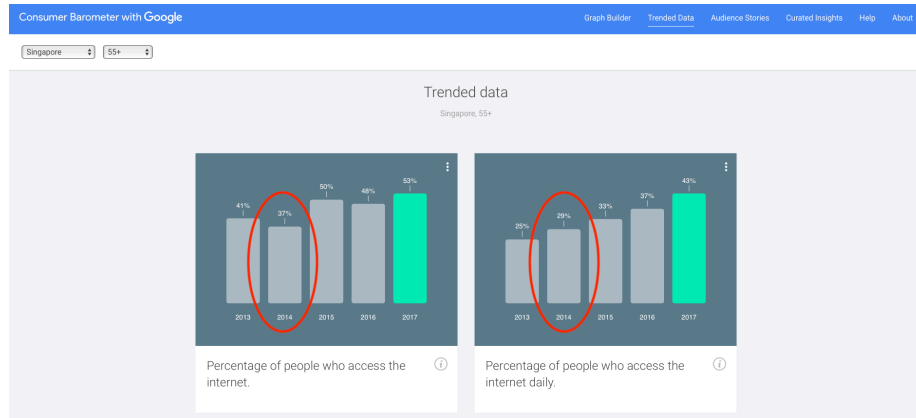 Consumer Barometer with Google
Graph Builder Trended Data Audience Stories Curated Insights Help About
Singapore 55+
Trended data
Singapore, 55+
41% 37% 50% 48% 53%
2013 2014 2015 2016 2017
Percentage of people who access the
internet.
25% 29% 33% 37% 43%
2013 2014 2015 2016 2017
Percentage of people who access the
internet daily.